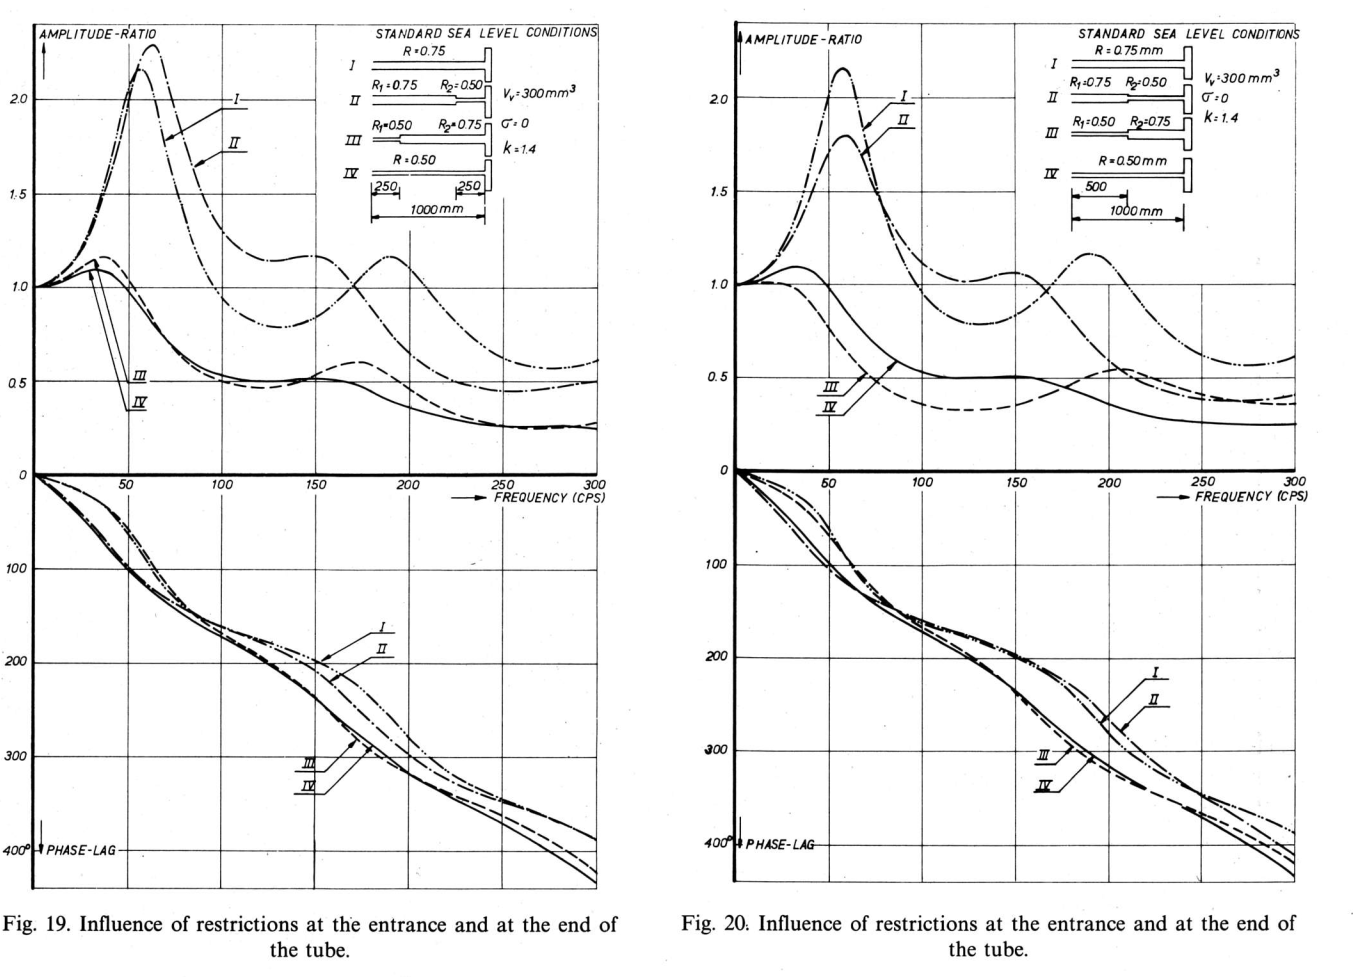 AMPLITUDE-RATIO
STANDARD SEA LEVEL CONDITIONS
R=0.75
I
R1=0.75 R2=0.50
II
Vv=300mm3
R1=0.50 R2=0.75
III
σ=0
k=1.4
R=0.50
IV
250 250
1000mm
2.0
1.5
1.0
0.5
0
I
II
III
IV
50 100 150 200 250 300
FREQUENCY (CPS)
100
200
300
400°
I
II
III
IV
PHASE-LAG
Fig. 19. Influence of restrictions at the entrance and at the end of
the tube.
AMPLITUDE-RATIO
STANDARD SEA LEVEL CONDITIONS
R=0.75mm
I
R1=0.75 R2=0.50
II
Vv=300mm3
σ=0
R1=0.50 R2=0.75
III
k=1.4
R=0.50mm
IV
500
1000mm
2.0
1.5
1.0
0.5
0
I
II
III
IV
50 100 150 200 250 300
FREQUENCY (CPS)
100
200
300
400°
I
II
III
IV
PHASE-LAG
Fig. 20. Influence of restrictions at the entrance and at the end of
the tube.